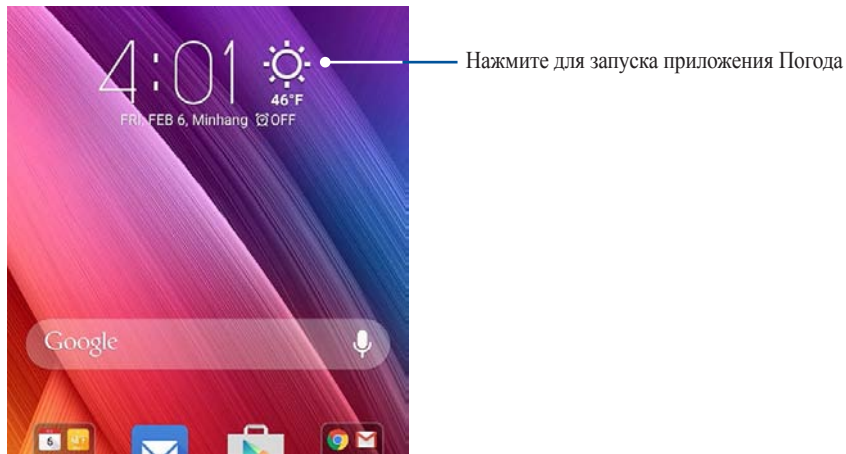 4:01
46°F
FRI, FEB 6, Minhang OFF
Нажмите для запуска приложения Погода
Google
6